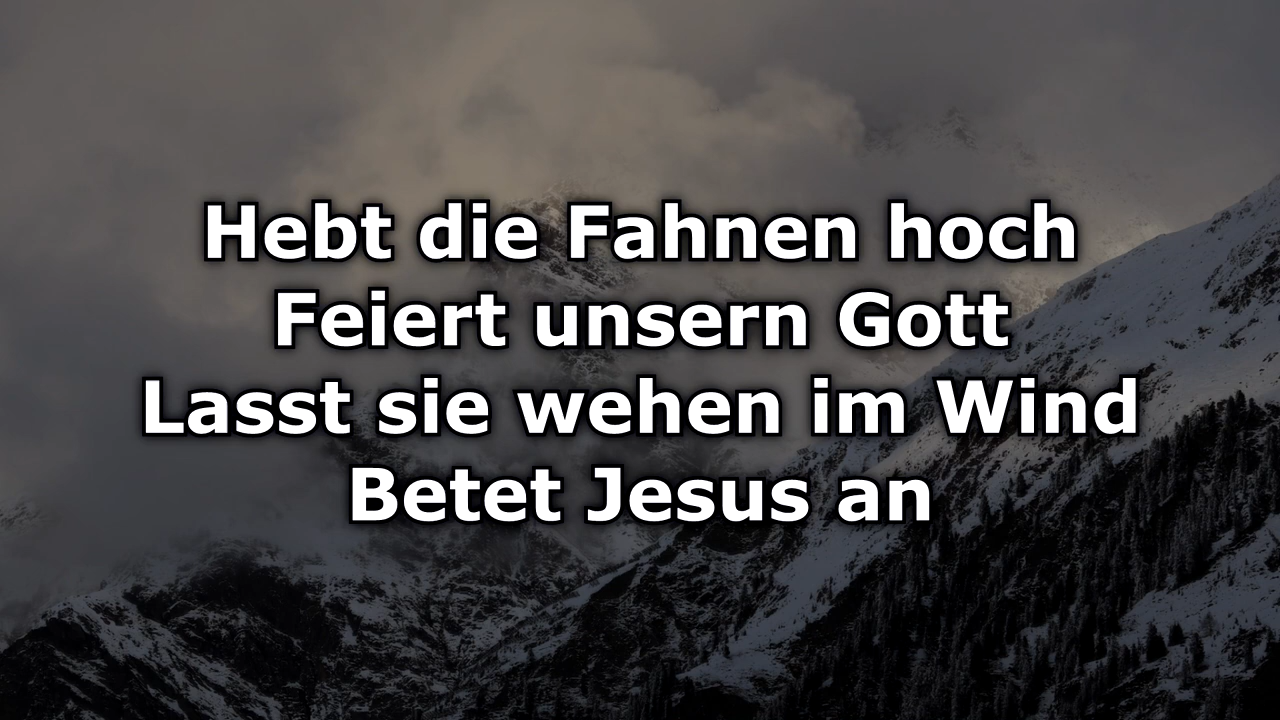 Hebt die Fahnen hoch
Feiert unsern Gott
Lasst sie wehen im Wind
Betet Jesus an